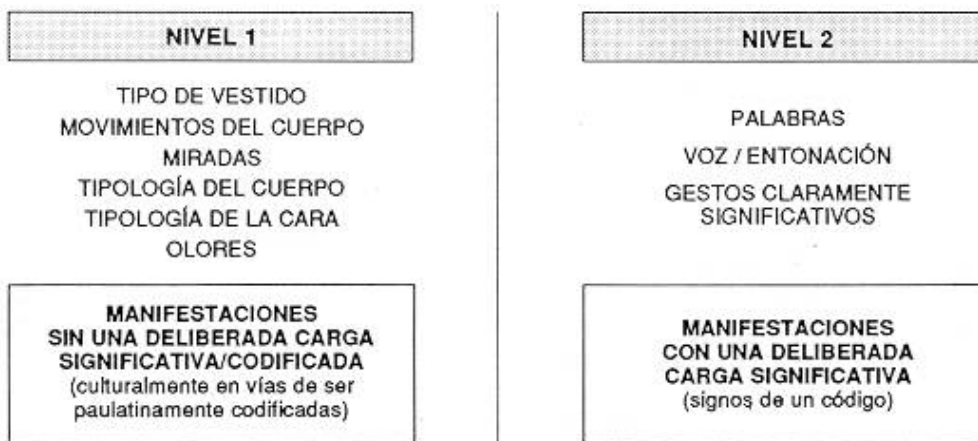 NIVEL 1
TIPO DE VESTIDO
MOVIMIENTOS DEL CUERPO
MIRADAS
TIPOLOGÍA DEL CUERPO
TIPOLOGÍA DE LA CARA
OLORES
MANIFESTACIONES
SIN UNA DELIBERADA CARGA
SIGNIFICATIVA/CODIFICADA
(culturalmente en vías de ser
paulatinamente codificadas)
NIVEL 2
PALABRAS
VOZ / ENTONACIÓN
GESTOS CLARAMENTE
SIGNIFICATIVOS
MANIFESTACIONES
CON UNA DELIBERADA
CARGA SIGNIFICATIVA
(signos de un código)